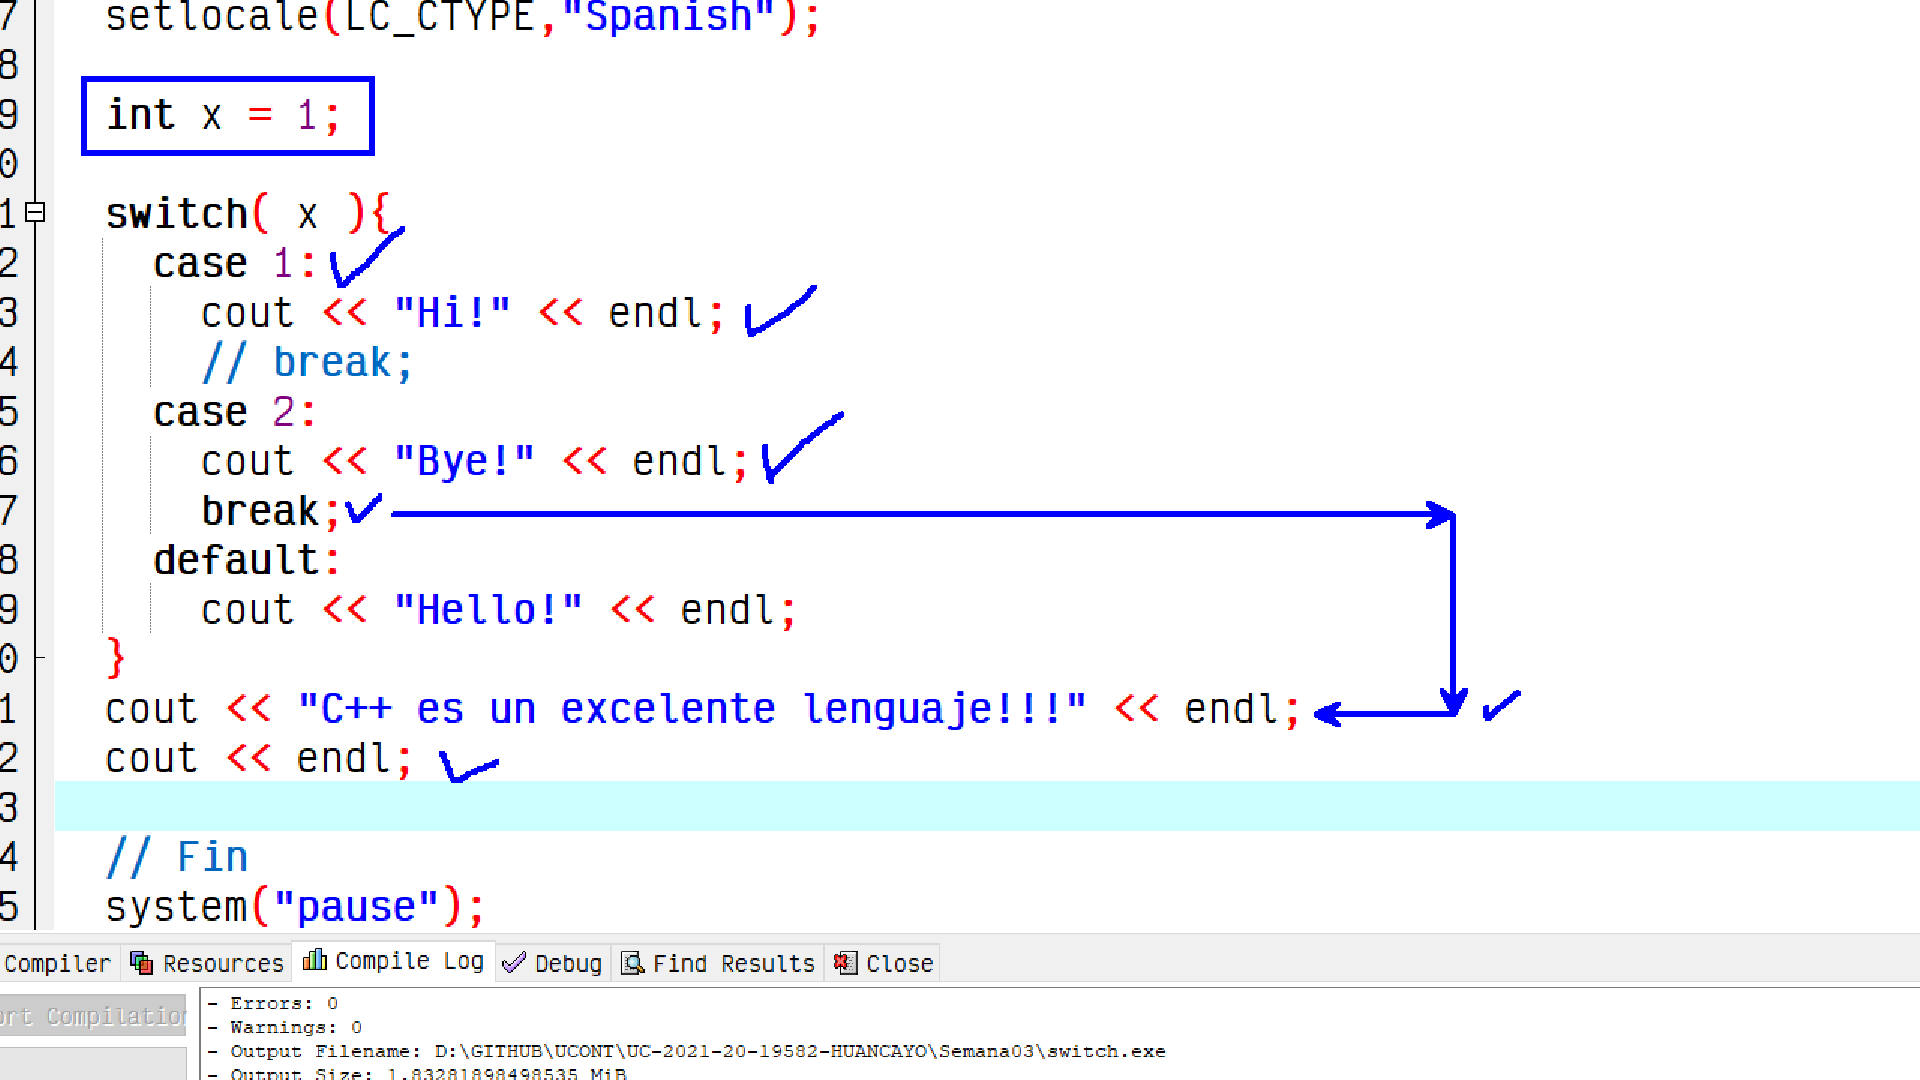 7 setlocale(LC_CTYPE,"Spanish");
8
9 int x = 1;
0
1 switch( x ){
2 case 1:
3 cout << "Hi!" << endl;
4 // break;
5 case 2:
6 cout << "Bye!" << endl;
7 break;
8 default:
9 cout << "Hello!" << endl;
0 }
1 cout << "C++ es un excelente lenguaje!!!" << endl;
2 cout << endl;
3
4 // Fin
5 system("pause");
Compiler Resources Compile Log Debug Find Results Close
ort Compilation
- Errors: 0
- Warnings: 0
- Output Filename: D:\GITHUB\UCONT\UC-2021-20-19582-HUANCAYO\Semana03\switch.exe
- Output Size: 1.83281898498535 MiB